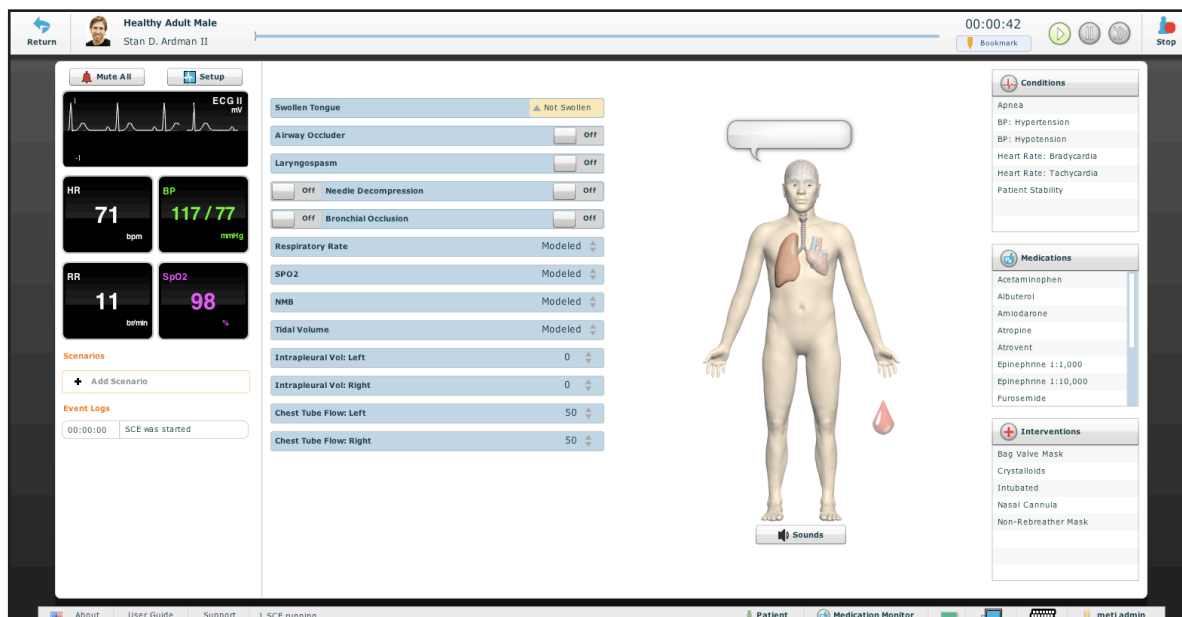 Return
Healthy Adult Male
Stan D. Ardman II
00:00:42
Bookmark
Stop
Mute All
Setup
ECG II
mV
1
-1
HR
71
bpm
BP
117 / 77
mmHg
RR
11
br/min
SpO2
98
%
Scenarios
Add Scenario
Event Logs
00:00:00 SCE was started
Swollen Tongue Not Swollen
Airway Occluder Off
Laryngospasm Off
Off Needle Decompression Off
Off Bronchial Occlusion Off
Respiratory Rate Modeled
SPO2 Modeled
NMB Modeled
Tidal Volume Modeled
Intrapleural Vol: Left 0
Intrapleural Vol: Right 0
Chest Tube Flow: Left 50
Chest Tube Flow: Right 50
Sounds
Conditions
Apnea
BP: Hypertension
BP: Hypotension
Heart Rate: Bradycardia
Heart Rate: Tachycardia
Patient Stability
Medications
Acetaminophen
Albuterol
Amiodarone
Atropine
Atrovent
Epinephrine 1:1,000
Epinephrine 1:10,000
Furosemide
Interventions
Bag Valve Mask
Crystalloids
Intubated
Nasal Cannula
Non-Rebreather Mask
About User Guide Support 1 SCE running Patient Medication Monitor meti admin